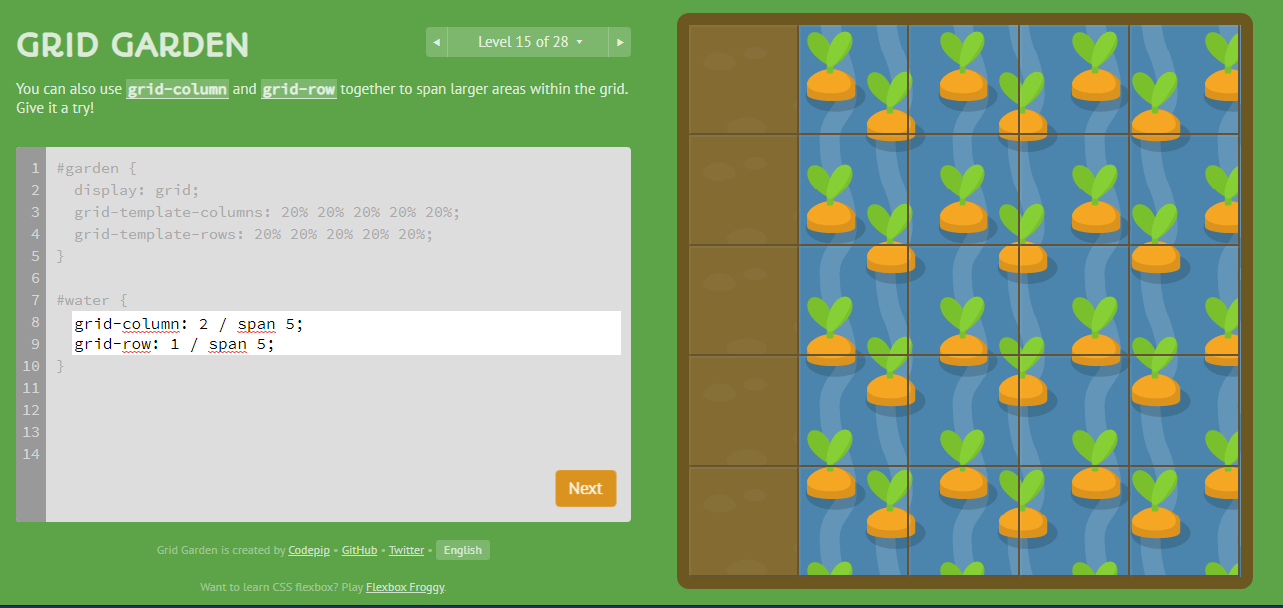 GRID GARDEN
◄ Level 15 of 28 ▾ ►
You can also use grid-column and grid-row together to span larger areas within the grid.
Give it a try!
1 #garden {
2 display: grid;
3 grid-template-columns: 20% 20% 20% 20% 20%;
4 grid-template-rows: 20% 20% 20% 20% 20%;
5 }
6
7 #water {
8 grid-column: 2 / span 5;
9 grid-row: 1 / span 5;
10 }
11
12
13
14
Next
Grid Garden is created by Codepip • GitHub • Twitter • English
Want to learn CSS flexbox? Play Flexbox Froggy.